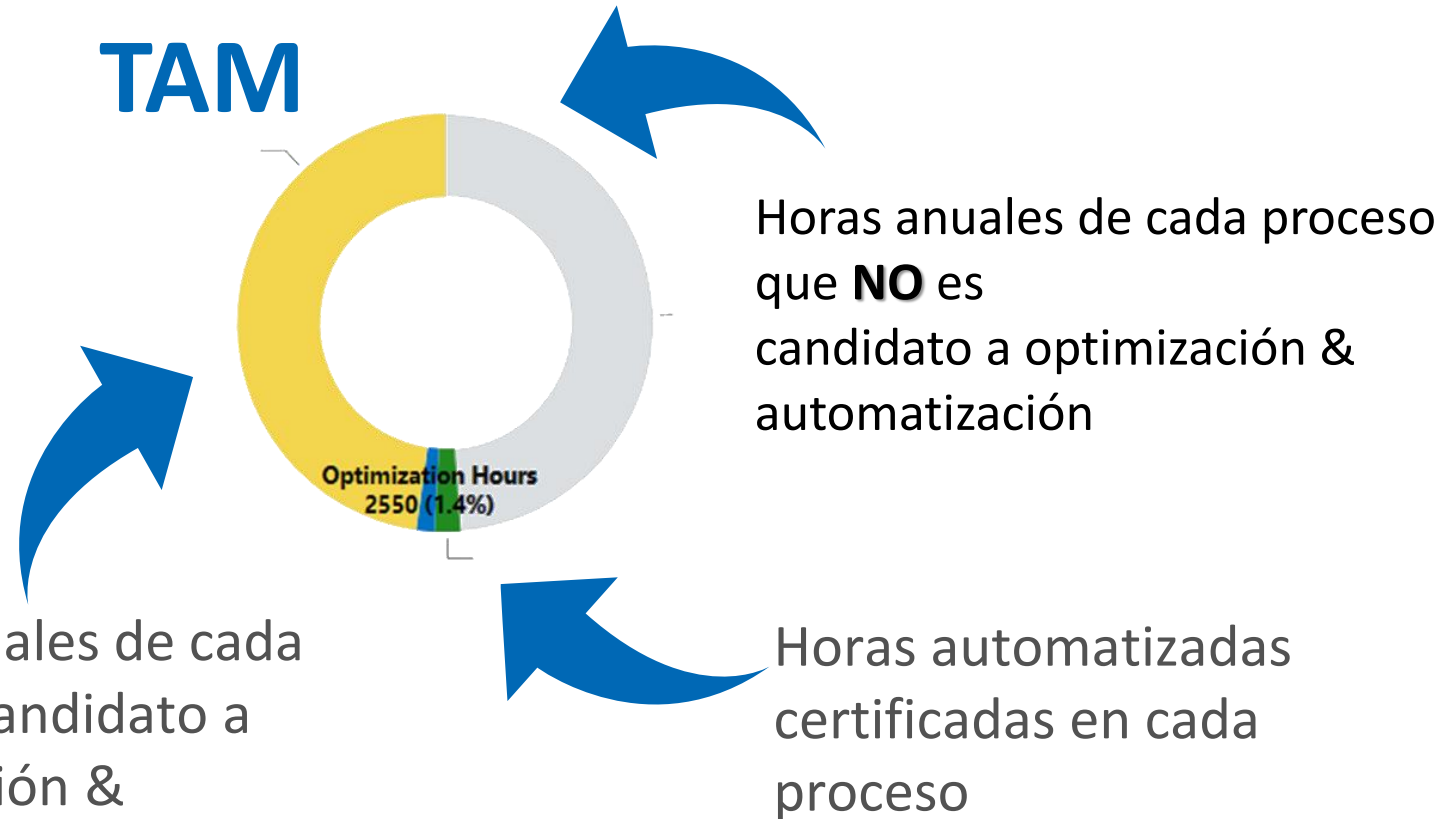 TAM
Horas anuales de cada proceso
que NO es
candidato a optimización &
automatización
Optimization Hours
2550 (1.4%)
ales de cada
andidato a
ión &
Horas automatizadas
certificadas en cada
proceso